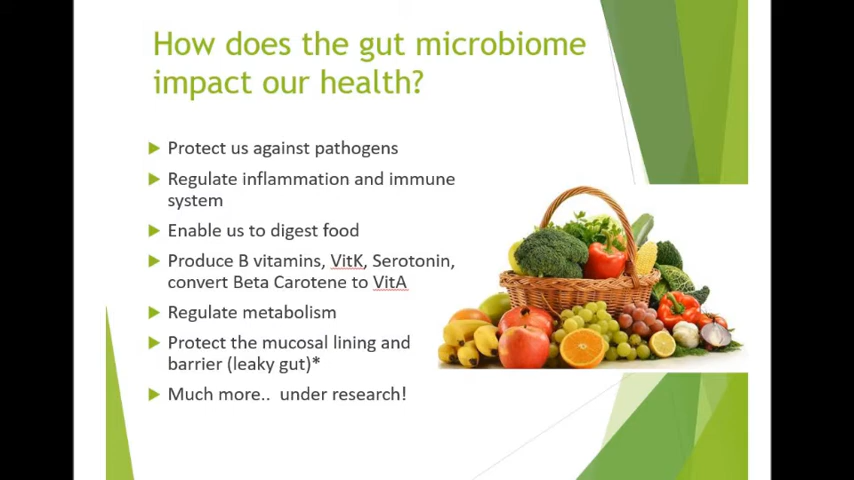 How does the gut microbiome
impact our health?
Protect us against pathogens
Regulate inflammation and immune
system
Enable us to digest food
Produce B vitamins, VitK, Serotonin,
convert Beta Carotene to VitA
Regulate metabolism
Protect the mucosal lining and
barrier (leaky gut)*
Much more.. under research!